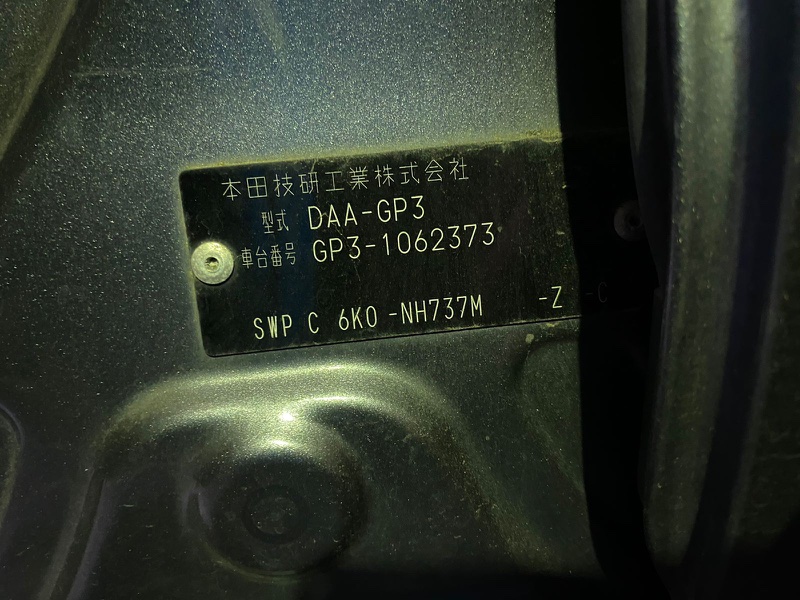 本田技研工業株式会社
型式 DAA-GP3
車台番号 GP3-1062373
SWP C 6K0 -NH737M -Z -C